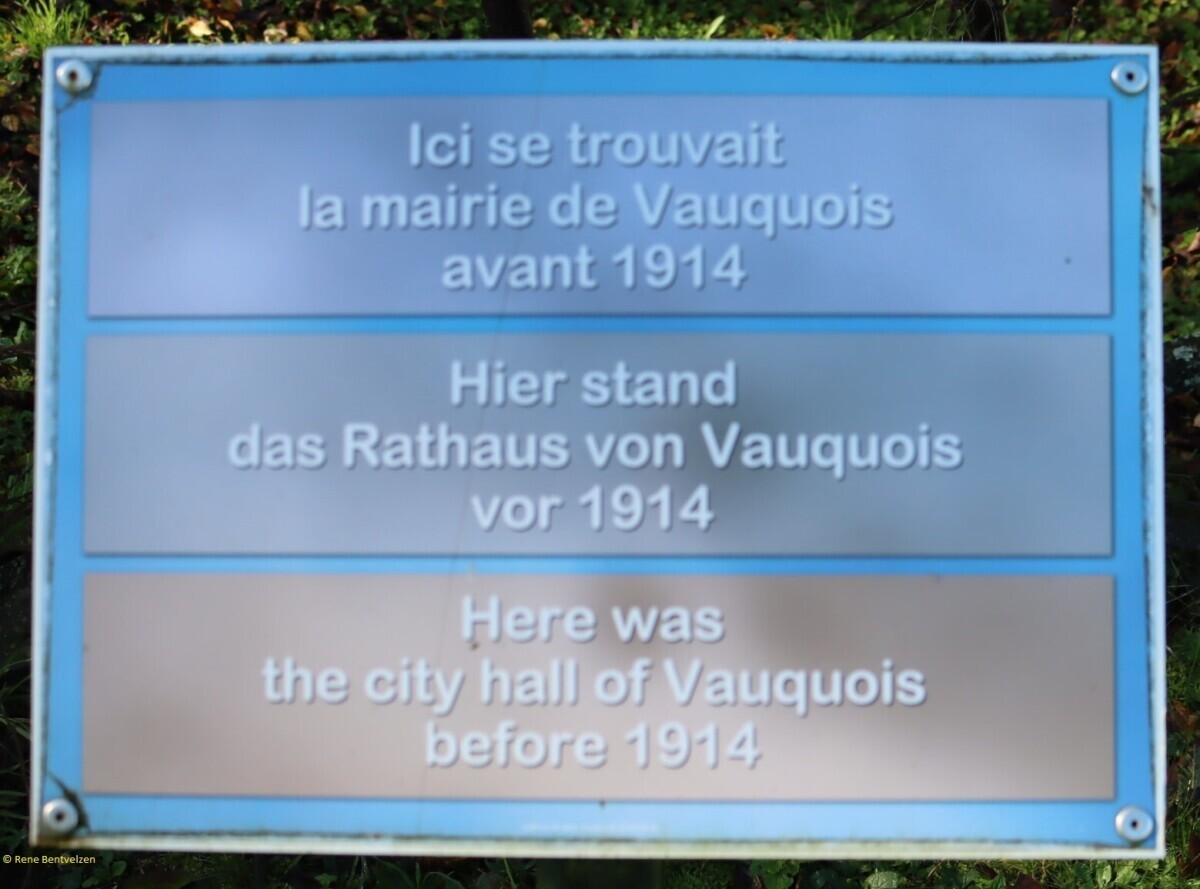 Ici se trouvait
la mairie de Vauquois
avant 1914
Hier stand
das Rathaus von Vauquois
vor 1914
Here was
the city hall of Vauquois
before 1914
© Rene Bentvelzen